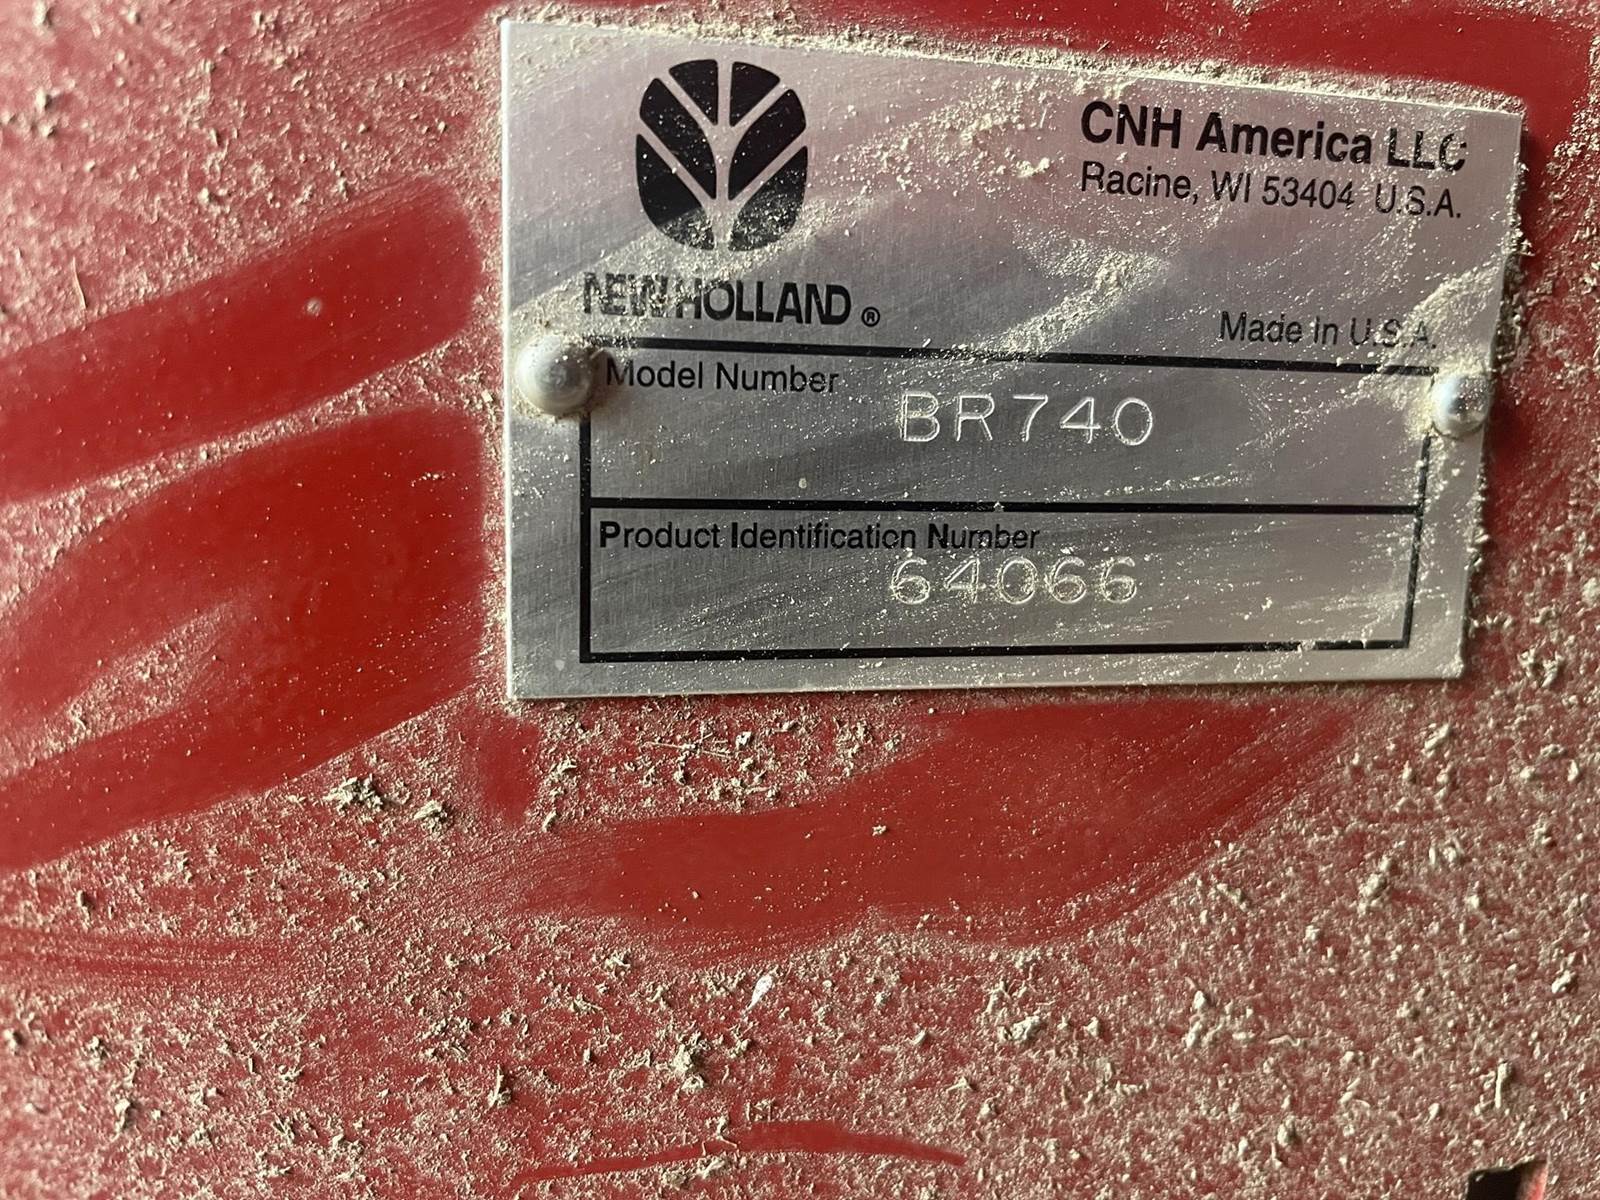 CNH America LLC
Racine, WI 53404 U.S.A.
NEW HOLLAND ®
Made In U.S.A.
Model Number
BR740
Product Identification Number
64066